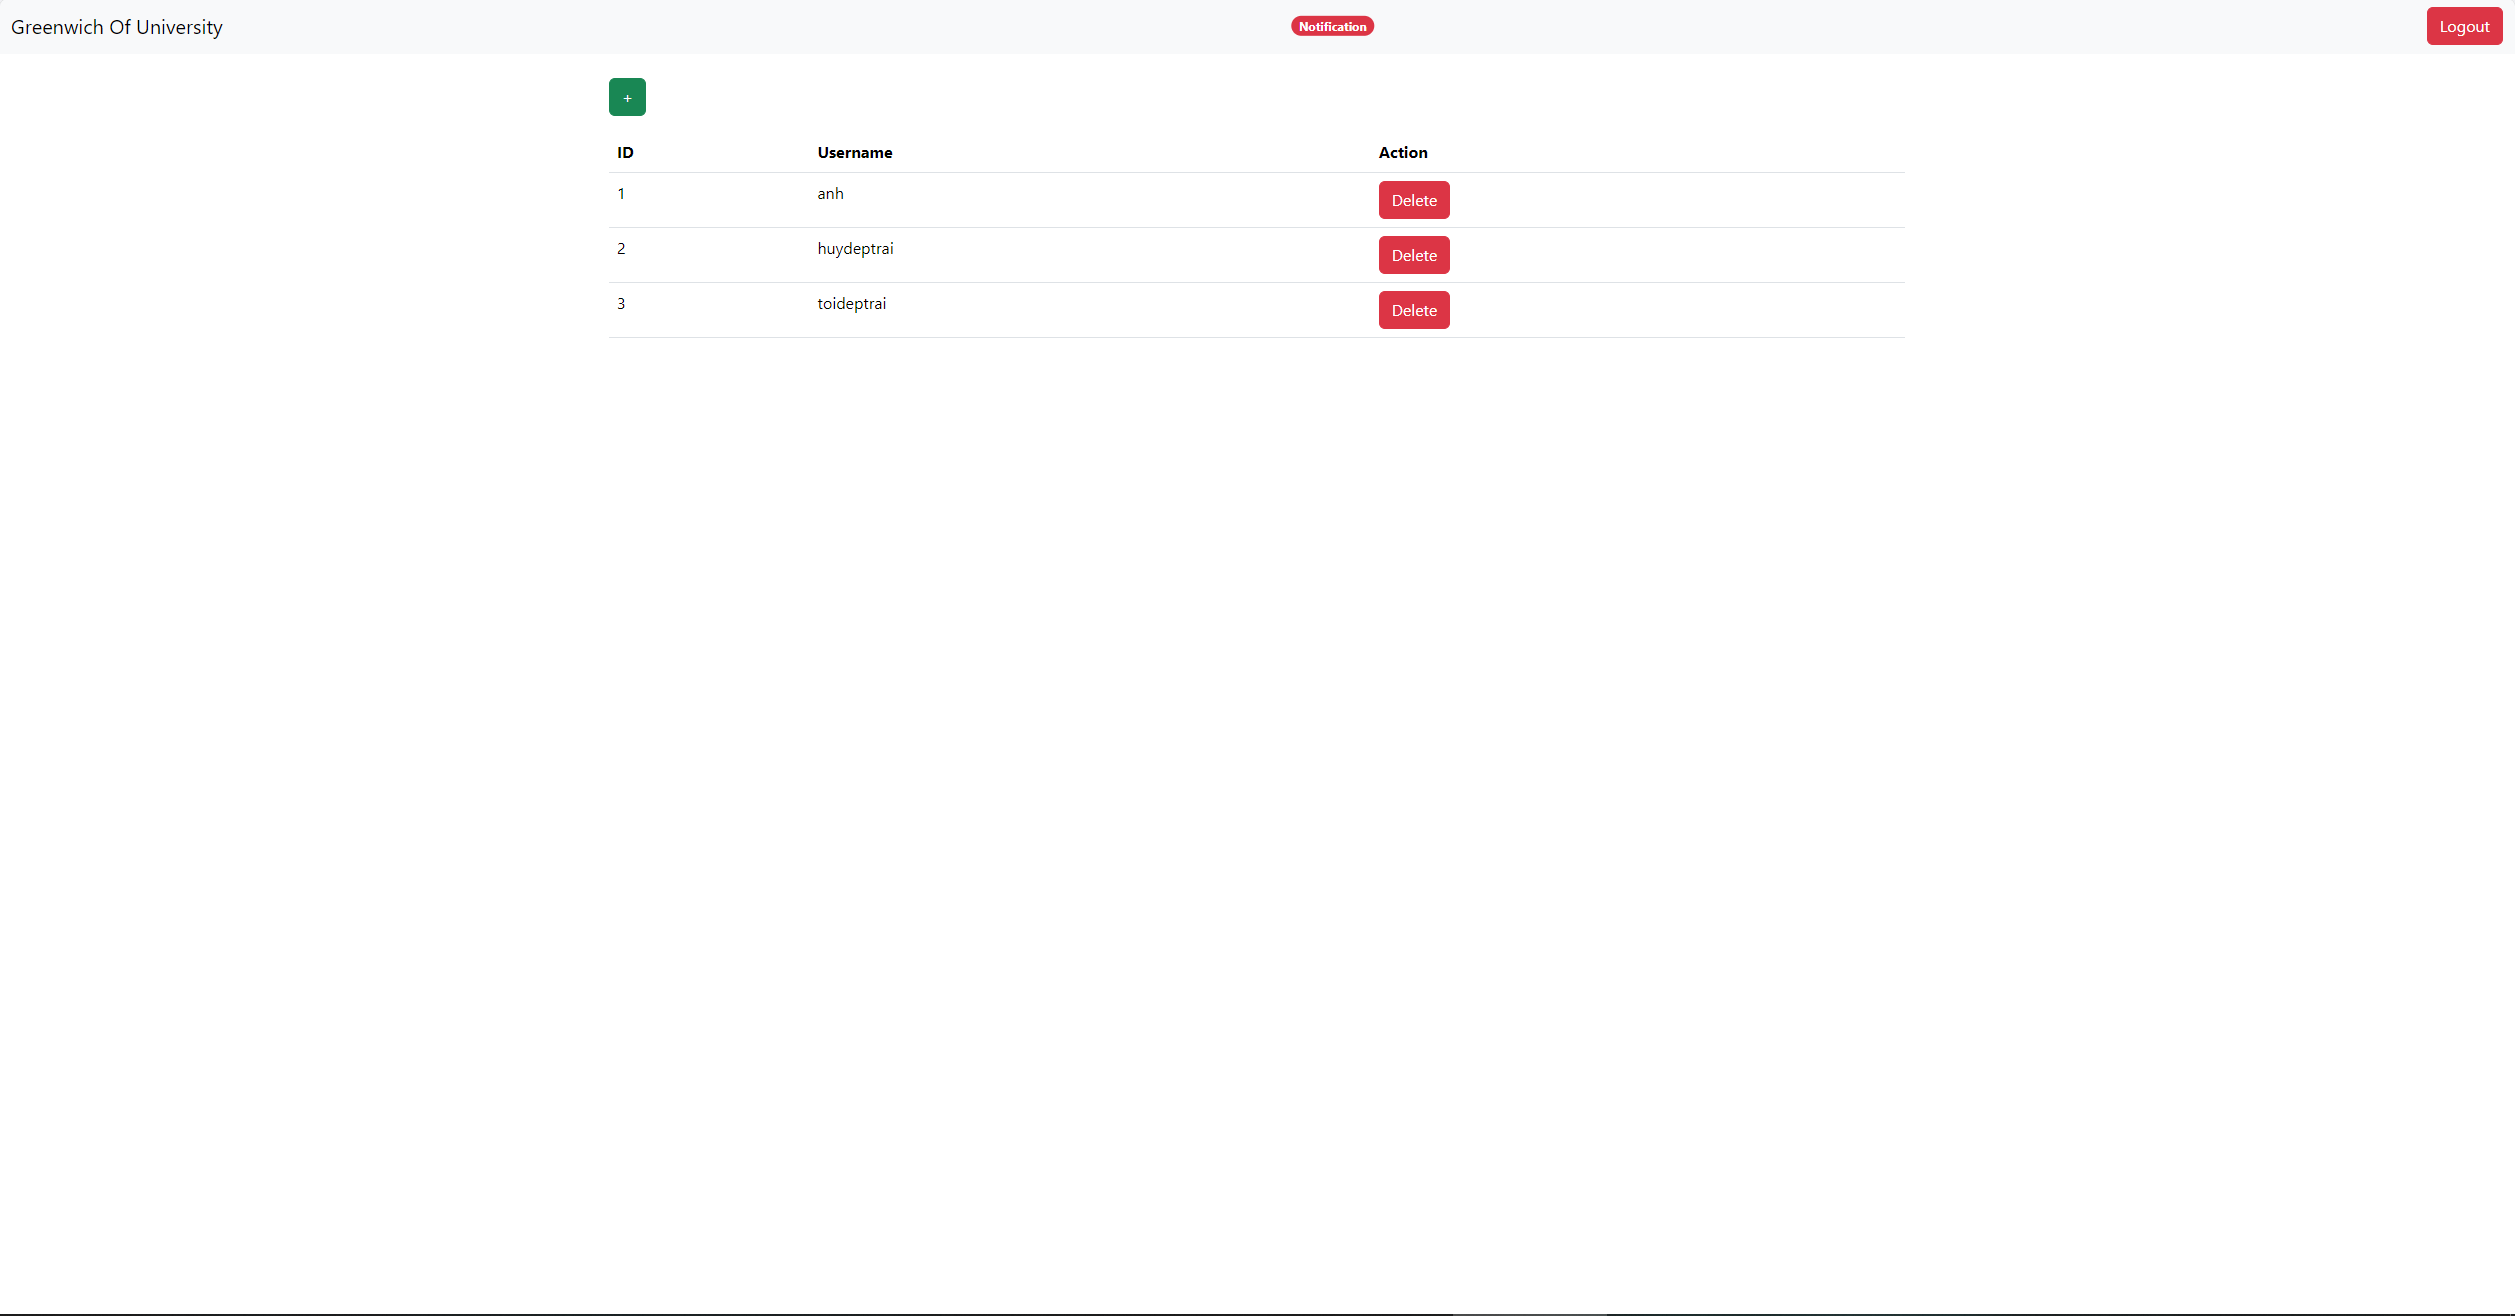 Greenwich Of University Notification Logout
+
ID Username Action
1 anh Delete
2 huydeptrai Delete
3 toideptrai Delete